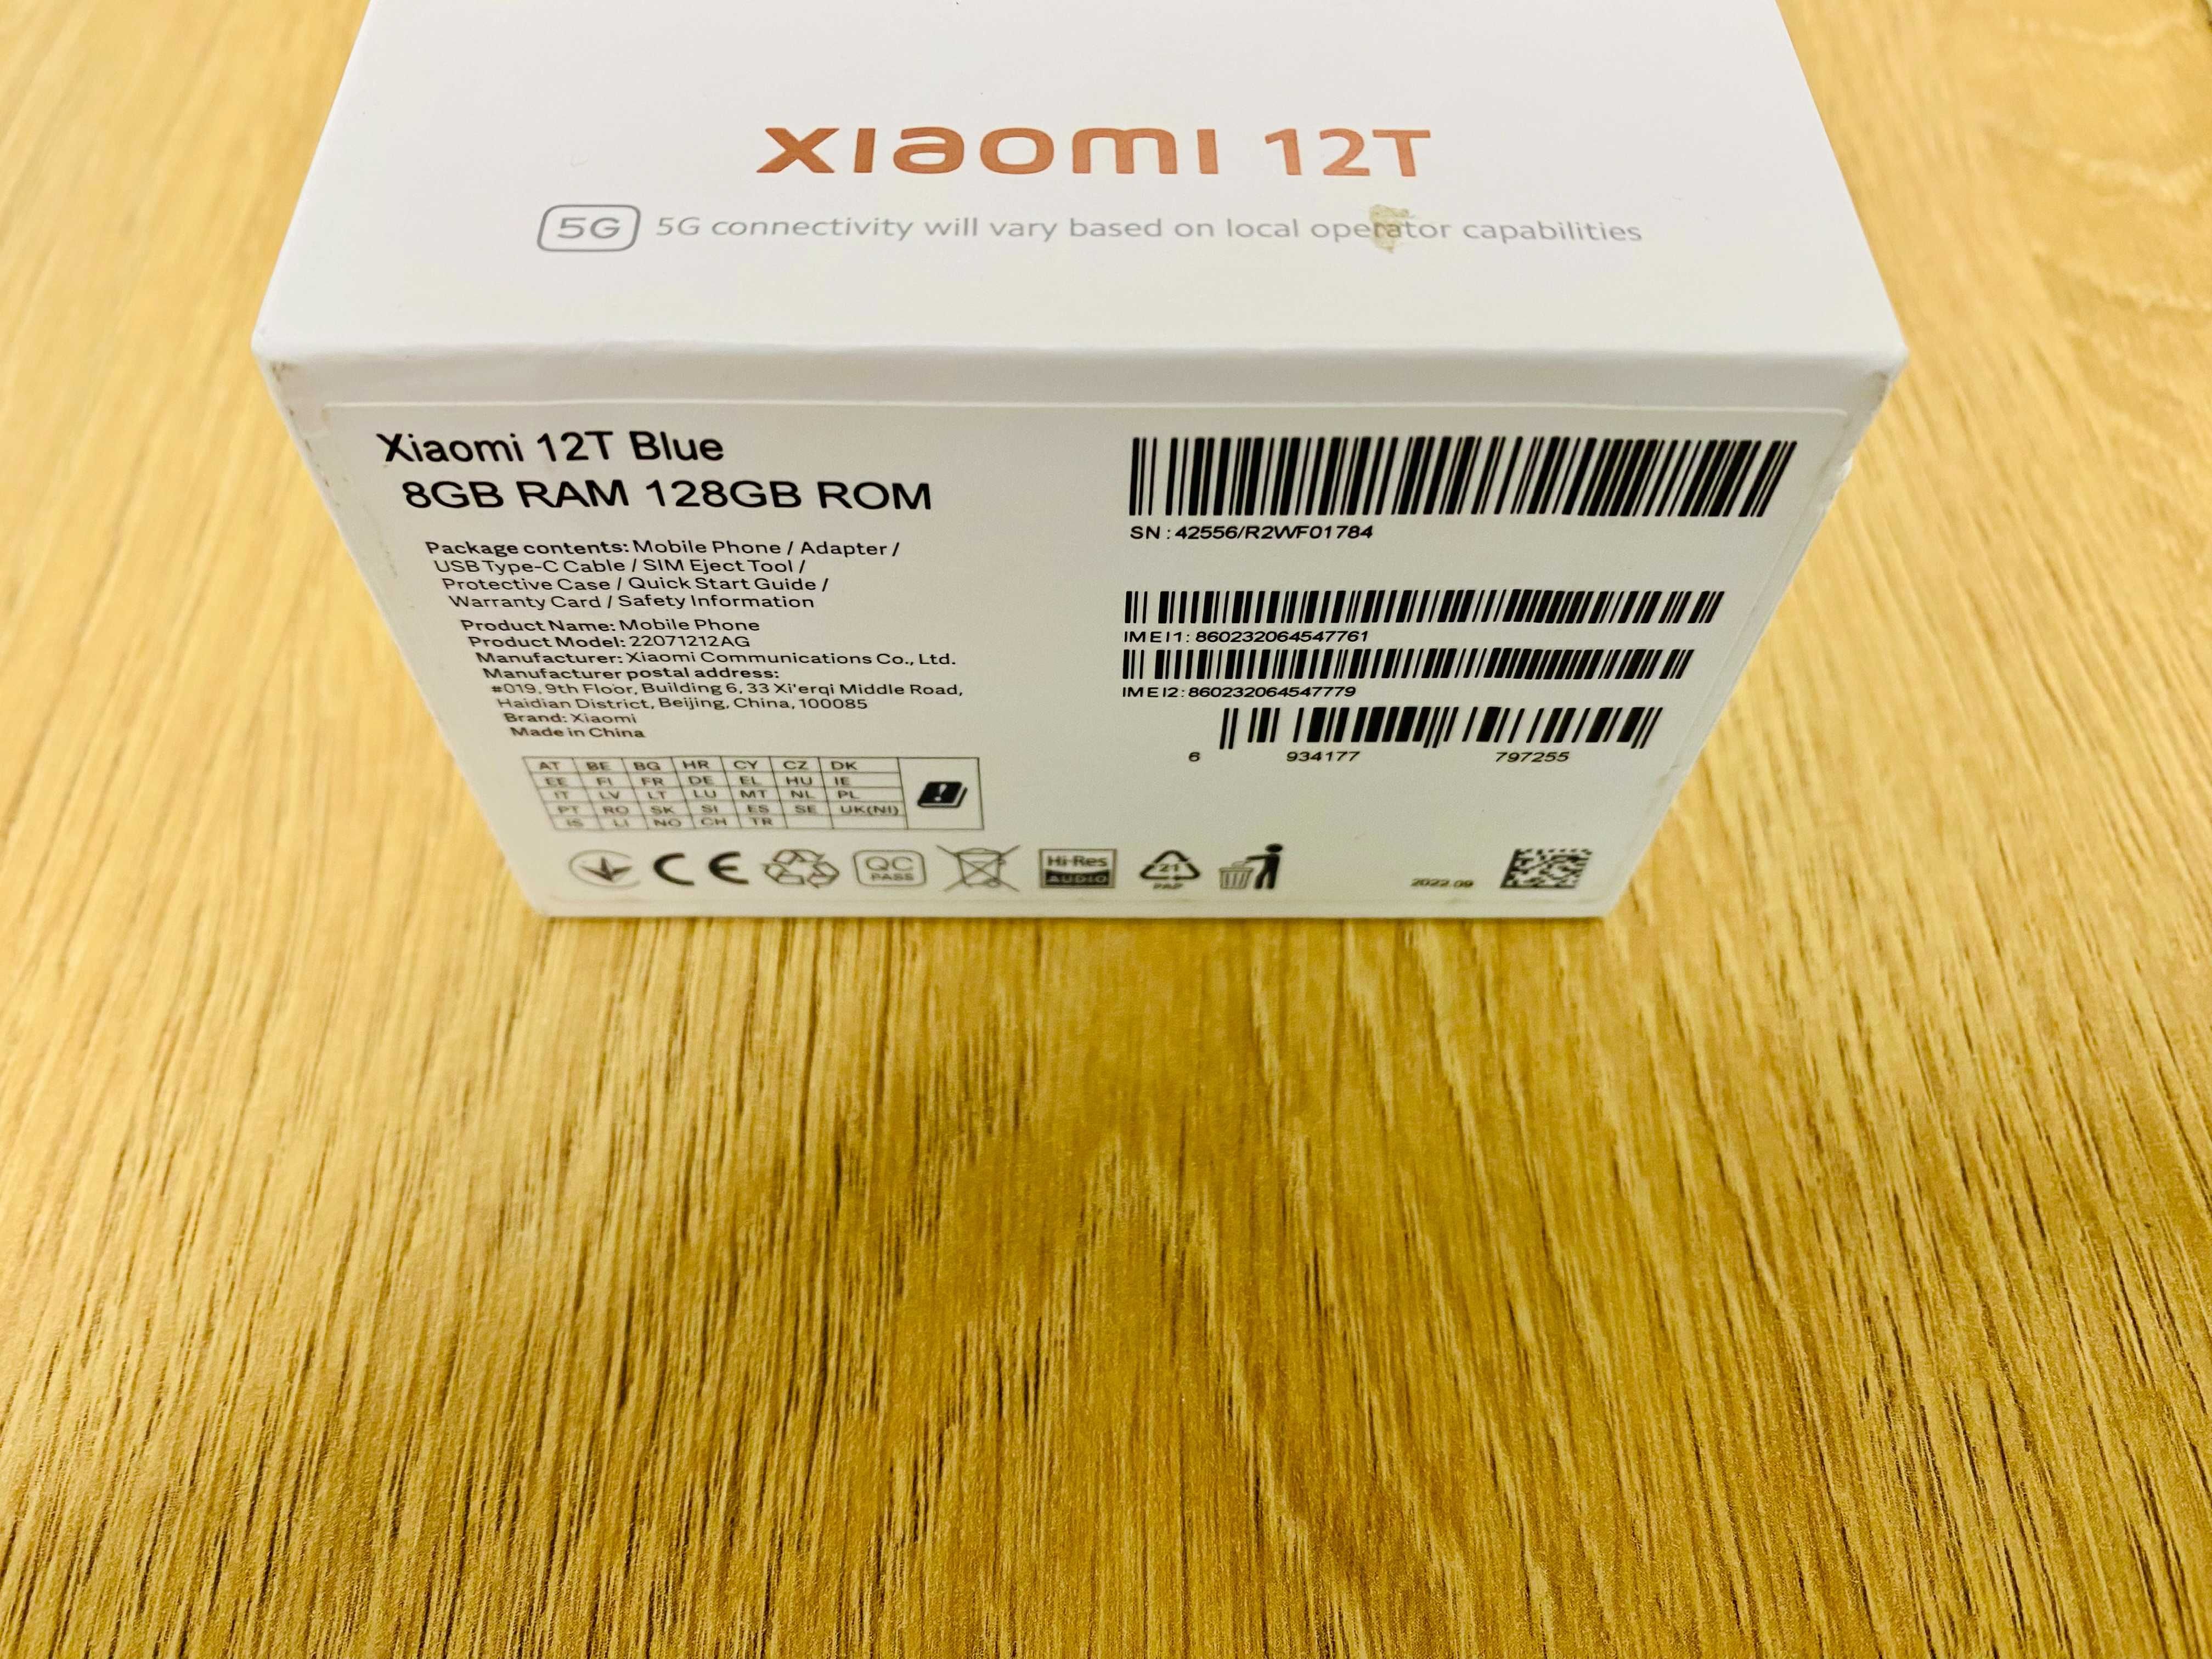 xiaomi 12T
5G 5G connectivity will vary based on local operator capabilities
Xiaomi 12T Blue
8GB RAM 128GB ROM
Package contents: Mobile Phone / Adapter /
USB Type-C Cable / SIM Eject Tool /
Protective Case / Quick Start Guide /
Warranty Card / Safety Information
Product Name: Mobile Phone
Product Model: 22071212AG
Manufacturer: Xiaomi Communications Co., Ltd.
Manufacturer postal address:
#019, 9th Floor, Building 6, 33 Xi'erqi Middle Road,
Haidian District, Beijing, China, 100085
Brand: Xiaomi
Made in China
AT BE BG HR CY CZ DK
EE FI FR DE EL HU IE
IT LV LT LU MT NL PL
PT RO SK SI ES SE UK(NI)
IS LI NO CH TR
SN : 42556/R2WF01784
IMEI1: 860232064547761
IMEI2: 860232064547779
6 934177 797255
CE
QC
PASS
Hi-Res
AUDIO
21
PAP
2022.09